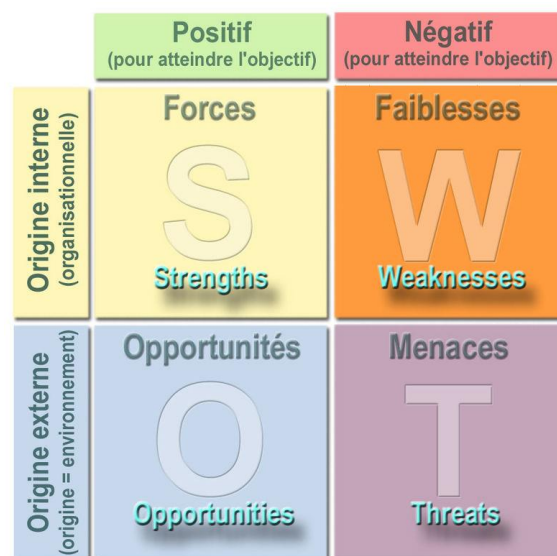 Positif
(pour atteindre l'objectif)
Négatif
(pour atteindre l'objectif)
Origine interne
(organisationnelle)
Forces
S
Strengths
Faiblesses
W
Weaknesses
Origine externe
(origine = environnement)
Opportunités
O
Opportunities
Menaces
T
Threats